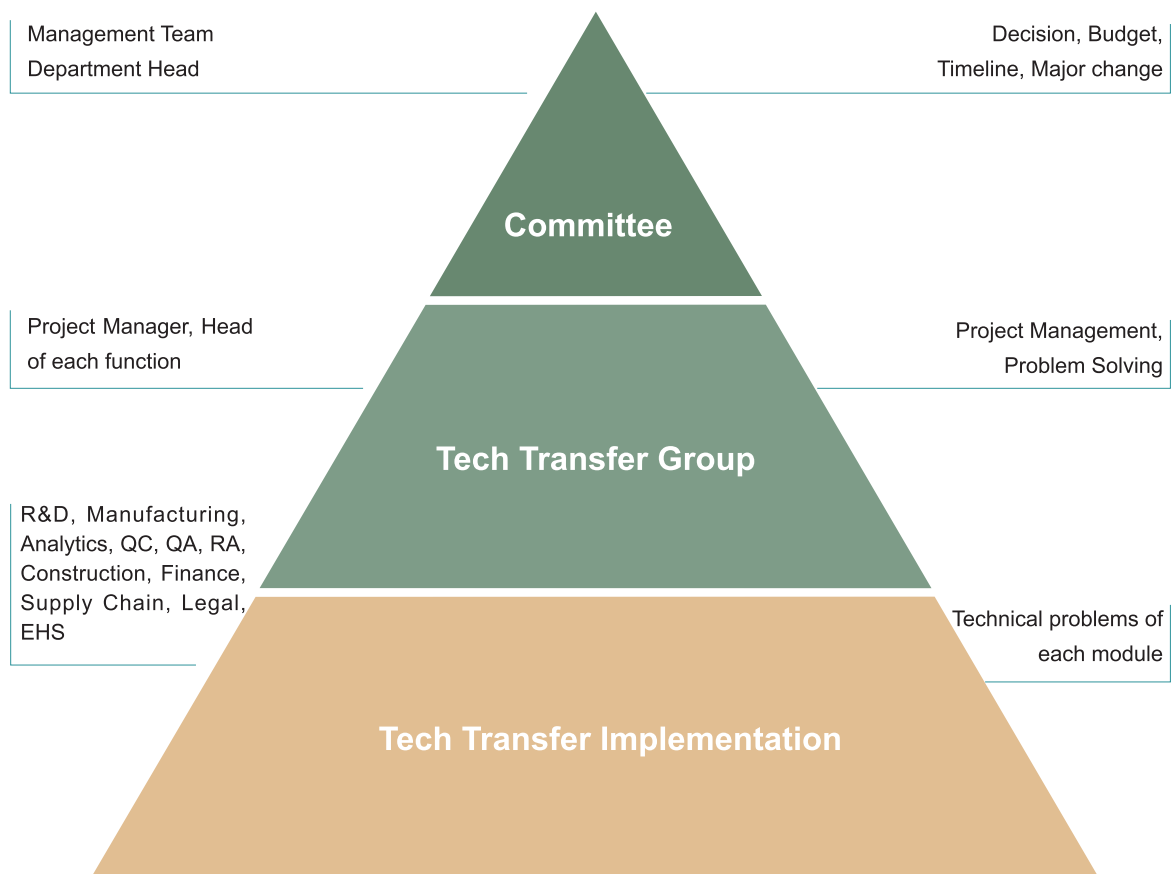 Management Team
Department Head
Decision, Budget,
Timeline, Major change
Committee
Project Manager, Head
of each function
Project Management,
Problem Solving
Tech Transfer Group
R&D, Manufacturing,
Analytics, QC, QA, RA,
Construction, Finance,
Supply Chain, Legal,
EHS
Technical problems of
each module
Tech Transfer Implementation